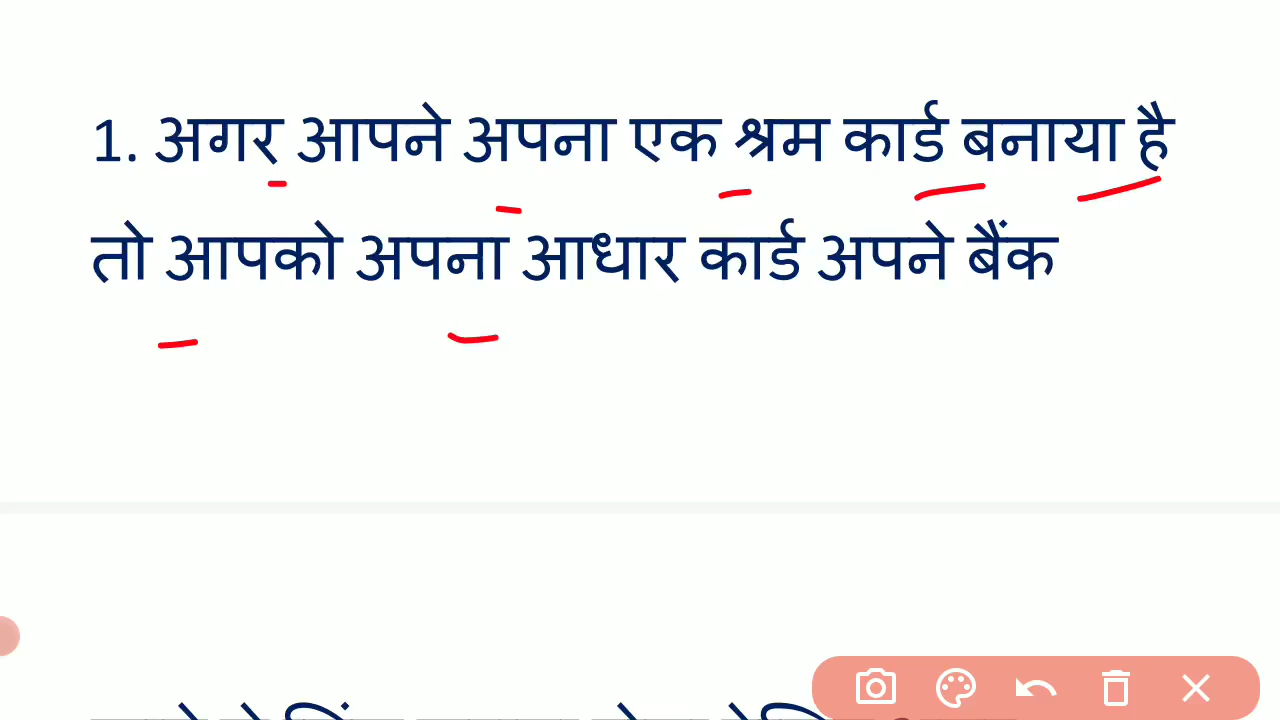 1. अगर आपने अपना एक श्रम कार्ड बनाया है
तो आपको अपना आधार कार्ड अपने बैंक